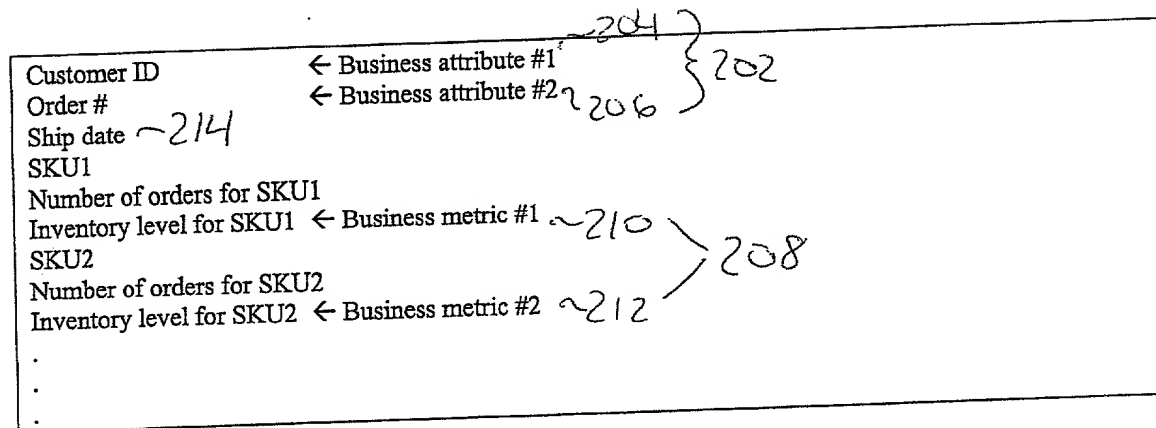 Customer ID ← Business attribute #1 ~204
Order # ← Business attribute #2 ~206 202
Ship date ~214
SKU1
Number of orders for SKU1
Inventory level for SKU1 ← Business metric #1 ~210
SKU2 208
Number of orders for SKU2
Inventory level for SKU2 ← Business metric #2 ~212
.
.
.